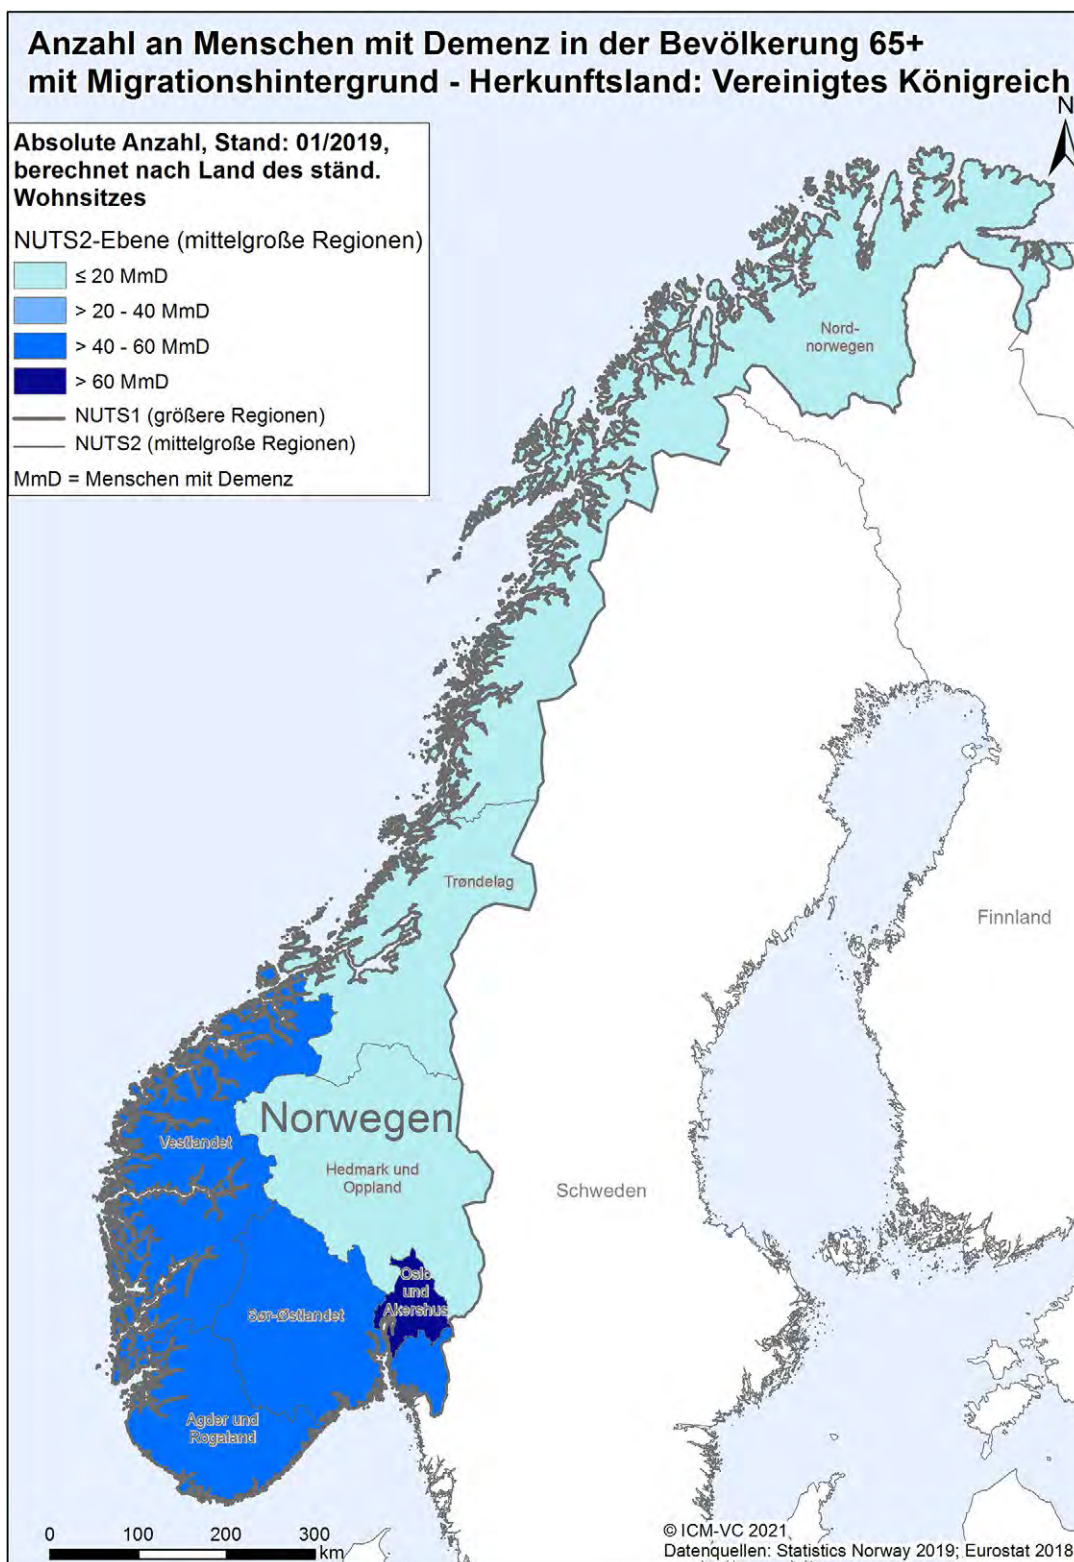 Anzahl an Menschen mit Demenz in der Bevölkerung 65+
mit Migrationshintergrund - Herkunftsland: Vereinigtes Königreich
N
Absolute Anzahl, Stand: 01/2019,
berechnet nach Land des ständ.
Wohnsitzes
NUTS2-Ebene (mittelgroße Regionen)
≤ 20 MmD
> 20 - 40 MmD
> 40 - 60 MmD
> 60 MmD
NUTS1 (größere Regionen)
NUTS2 (mittelgroße Regionen)
MmD = Menschen mit Demenz
Nord-
norwegen
Trøndelag
Finnland
Norwegen
Vestlandet
Hedmark und
Oppland
Schweden
Oslo
und
Akershus
Sør-Østlandet
Agder und
Rogaland
0 100 200 300
km
© ICM-VC 2021
Datenquellen: Statistics Norway 2019; Eurostat 2018